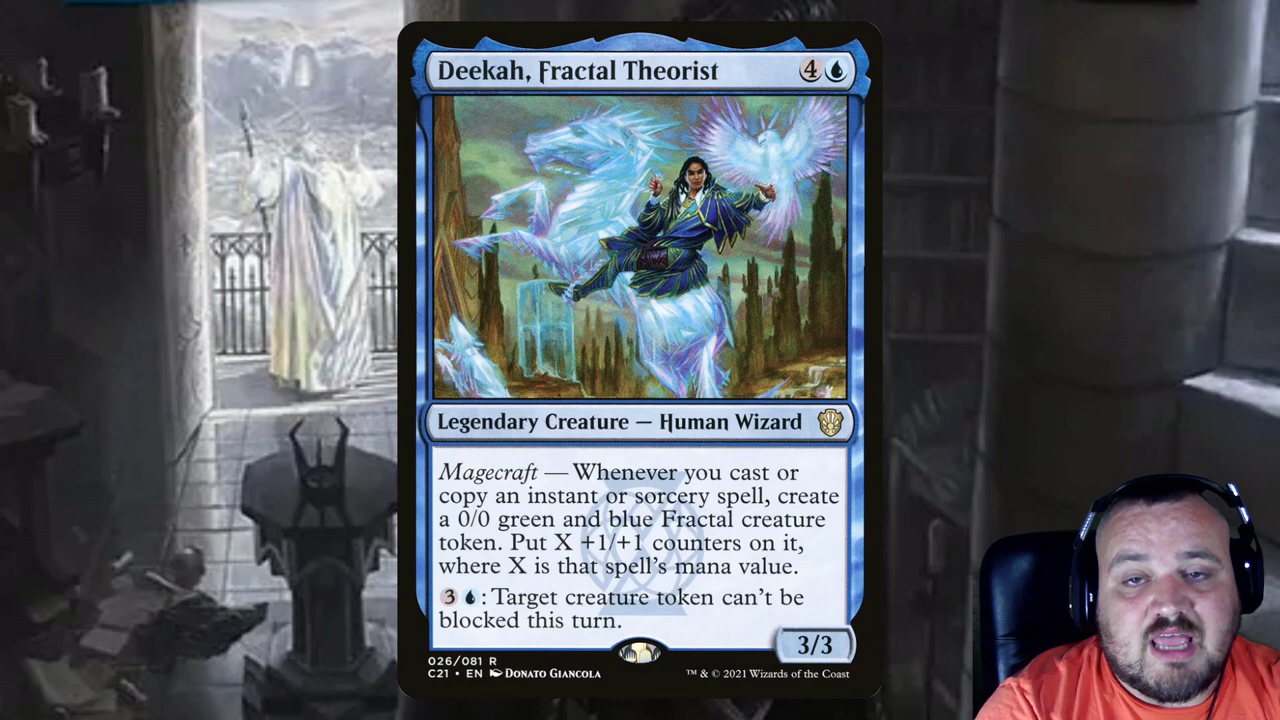 Deekah, Fractal Theorist 4
Legendary Creature — Human Wizard
Magecraft — Whenever you cast or
copy an instant or sorcery spell, create
a 0/0 green and blue Fractal creature
token. Put X +1/+1 counters on it,
where X is that spell's mana value.
3 : Target creature token can't be
blocked this turn.
3/3
026/081 R
C21 • EN DONATO GIANCOLA
™ & © 2021 Wizards of the Coast